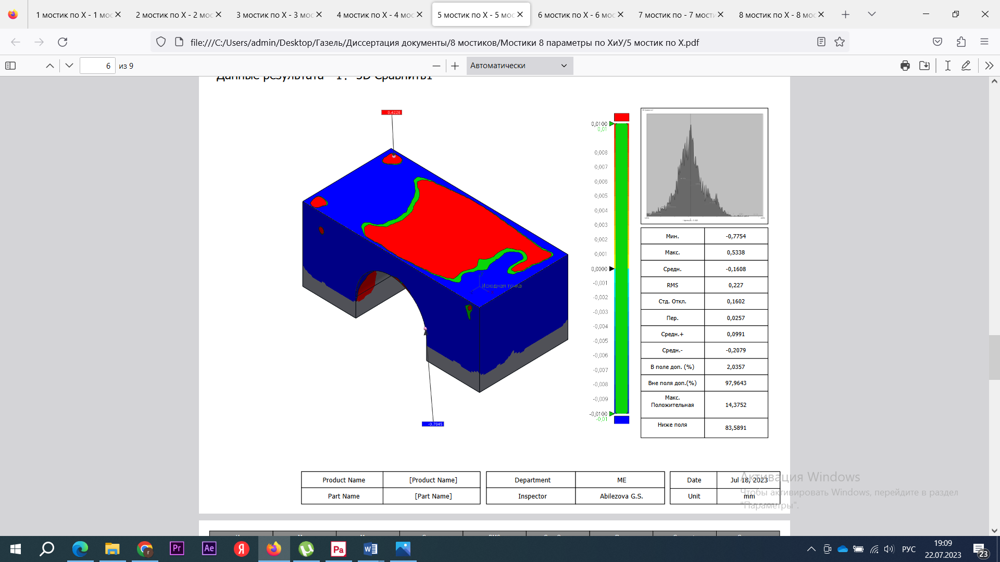 1 мостик по X - 1 мос
2 мостик по X - 2 мос
3 мостик по X - 3 мос
4 мостик по X - 4 мос
5 мостик по X - 5 мос
6 мостик по X - 6 мос
7 мостик по - 7 мости
8 мостик по X - 8 мос
file:///C:/Users/admin/Desktop/Газель/Диссертация документы/8 мостиков/Мостики 8 параметры по ХиУ/5 мостик по X.pdf
6 из 9
Автоматически
Данные результата - 1 : 3D Сравнить1
0.4228
Исходная точка
-0.7045
0,0100
0,01
0,008
0,007
0,006
0,005
0,004
0,003
0,002
0,001
0,0000
-0,001
-0,002
-0,003
-0,004
-0,005
-0,006
-0,007
-0,008
-0,009
-0,0100
-0,01
Мин. -0,7754
Макс. 0,5338
Средн. -0,1608
RMS 0,227
Стд. Откл. 0,1602
Пер. 0,0257
Средн.+ 0,0991
Средн.- -0,2079
В поле доп. (%) 2,0357
Вне поля доп.(%) 97,9643
Макс.
Положительная 14,3752
Ниже поля 83,5891
Product Name [Product Name] Department ME Date Jul 18, 2023
Part Name [Part Name] Inspector Abilezova G.S. Unit mm
Активация Windows
Чтобы активировать Windows, перейдите в раздел
"Параметры".
Pr
Ae
Я
Pa
W
РУС
19:09
22.07.2023
23